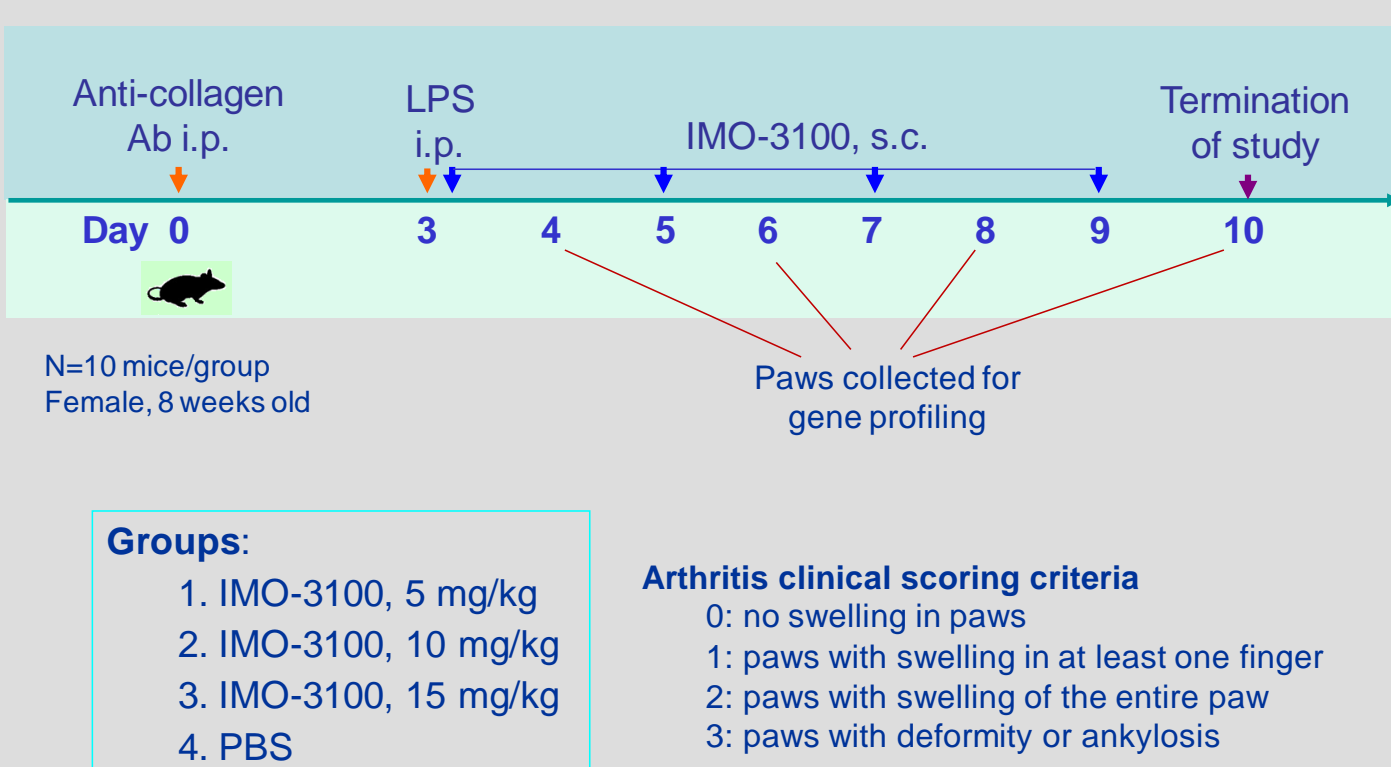 Anti-collagen
Ab i.p.
LPS
i.p.
IMO-3100, s.c.
Termination
of study
Day 0 3 4 5 6 7 8 9 10
N=10 mice/group
Female, 8 weeks old
Paws collected for
gene profiling
Groups:
1. IMO-3100, 5 mg/kg
2. IMO-3100, 10 mg/kg
3. IMO-3100, 15 mg/kg
4. PBS
Arthritis clinical scoring criteria
0: no swelling in paws
1: paws with swelling in at least one finger
2: paws with swelling of the entire paw
3: paws with deformity or ankylosis